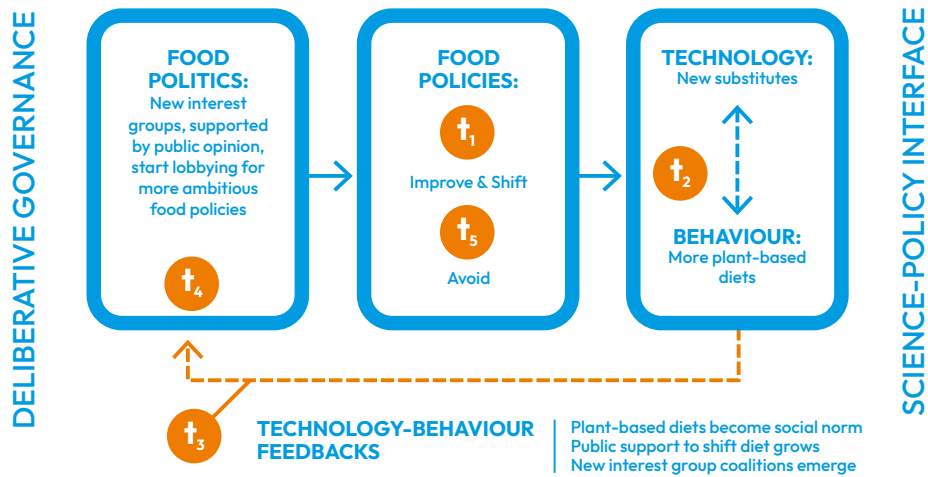 DELIBERATIVE GOVERNANCE
FOOD
POLITICS:
New interest
groups, supported
by public opinion,
start lobbying for
more ambitious
food policies
t4
FOOD
POLICIES:
t1
Improve & Shift
t5
Avoid
TECHNOLOGY:
New substitutes
t2
BEHAVIOUR:
More plant-based
diets
SCIENCE-POLICY INTERFACE
t3
TECHNOLOGY-BEHAVIOUR
FEEDBACKS
Plant-based diets become social norm
Public support to shift diet grows
New interest group coalitions emerge